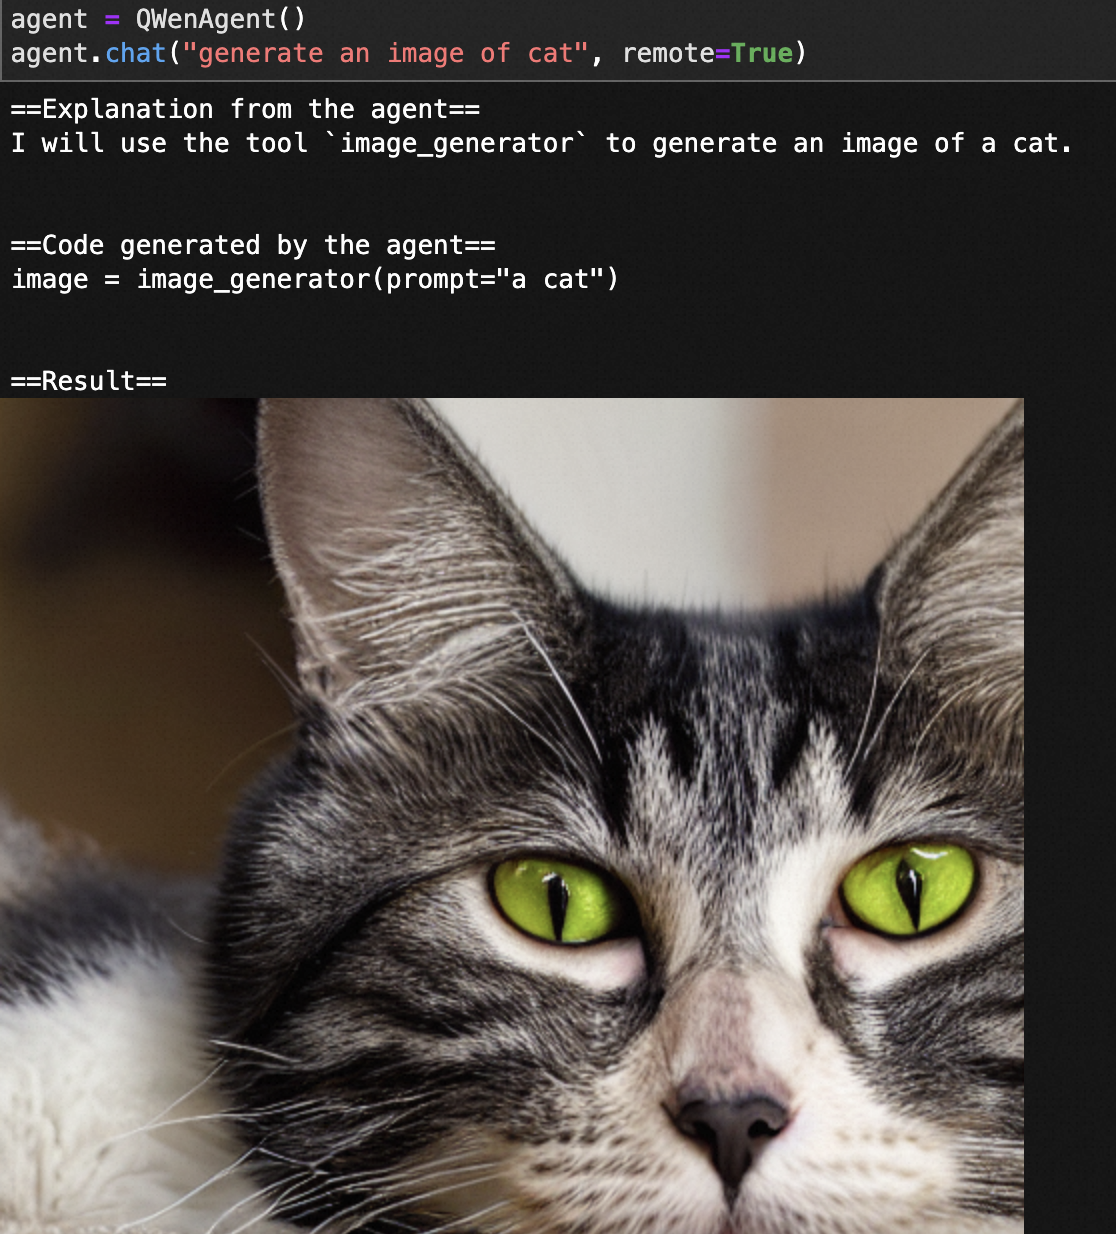 agent = QWenAgent()
agent.chat("generate an image of cat", remote=True)
==Explanation from the agent==
I will use the tool `image_generator` to generate an image of a cat.
==Code generated by the agent==
image = image_generator(prompt="a cat")
==Result==